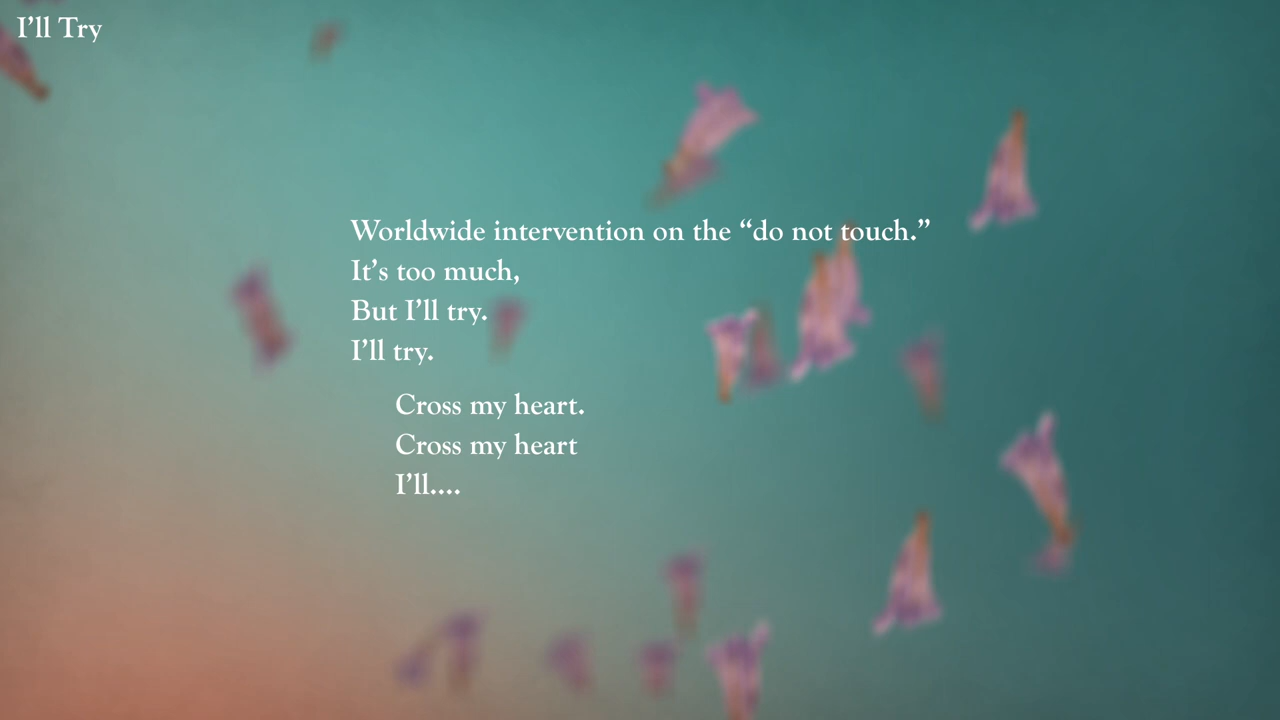 I’ll Try
Worldwide intervention on the “do not touch.”
It’s too much,
But I’ll try.
I’ll try.
Cross my heart.
Cross my heart
I’ll....